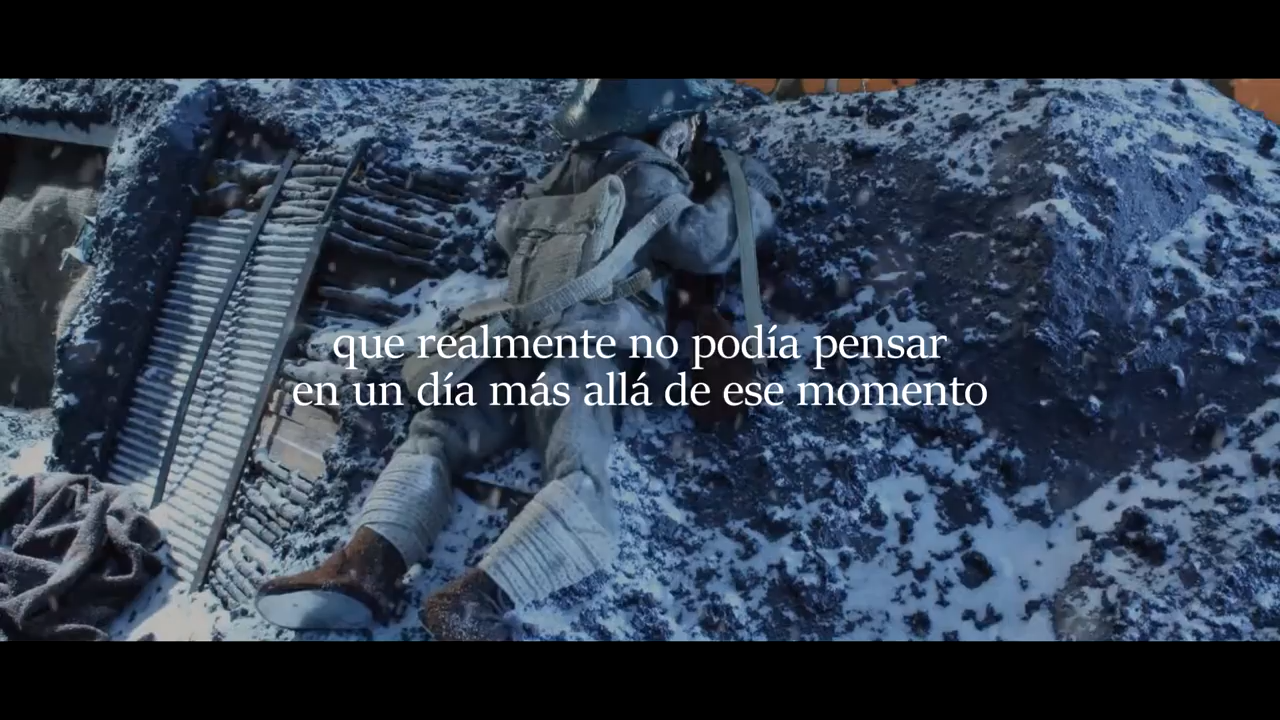 que realmente no podía pensar
en un día más allá de ese momento